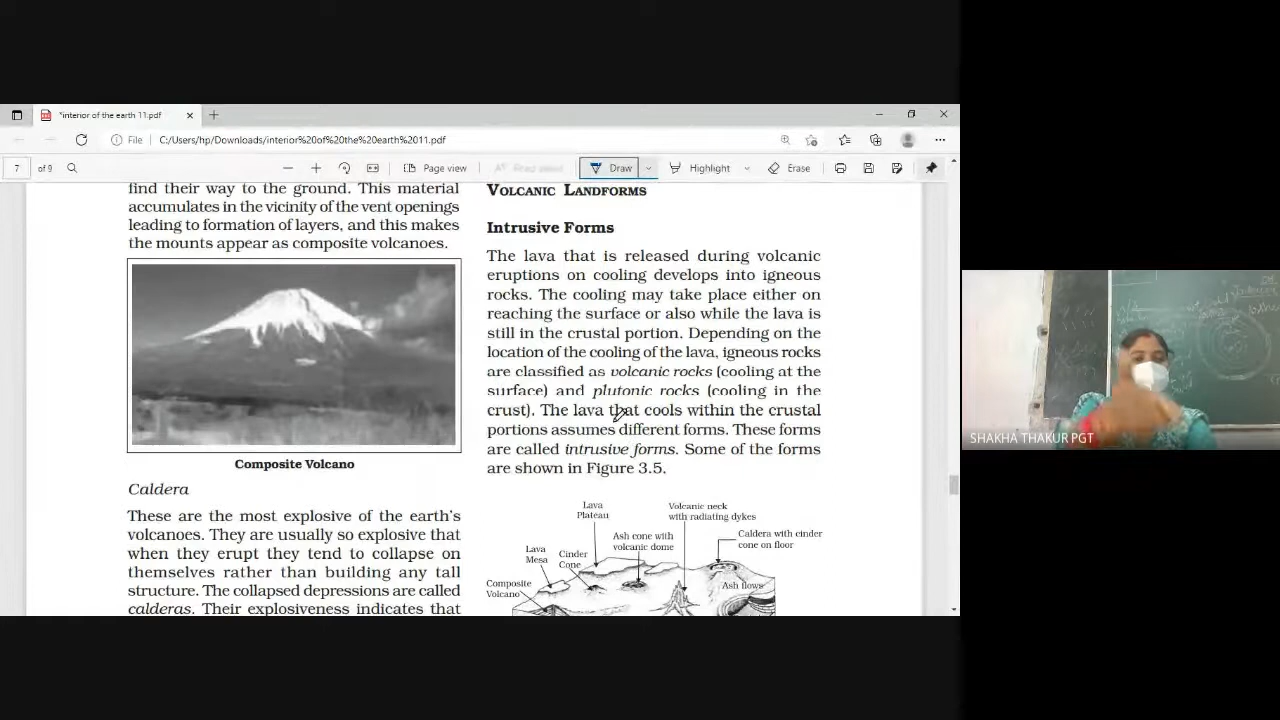 *interior of the earth 11.pdf
File
C:/Users/hp/Downloads/interior%20of%20the%20earth%2011.pdf
7
of 9
Page view
Read aloud
Draw
Highlight
Erase
find their way to the ground. This material
accumulates in the vicinity of the vent openings
leading to formation of layers, and this makes
the mounts appear as composite volcanoes.
Composite Volcano
Caldera
These are the most explosive of the earth's
volcanoes. They are usually so explosive that
when they erupt they tend to collapse on
themselves rather than building any tall
structure. The collapsed depressions are called
calderas. Their explosiveness indicates that
VOLCANIC LANDFORMS
Intrusive Forms
The lava that is released during volcanic
eruptions on cooling develops into igneous
rocks. The cooling may take place either on
reaching the surface or also while the lava is
still in the crustal portion. Depending on the
location of the cooling of the lava, igneous rocks
are classified as volcanic rocks (cooling at the
surface) and plutonic rocks (cooling in the
crust). The lava that cools within the crustal
portions assumes different forms. These forms
are called intrusive forms. Some of the forms
are shown in Figure 3.5.
Lava
Plateau
Volcanic neck
with radiating dykes
Ash cone with
volcanic dome
Caldera with cinder
cone on floor
Lava
Mesa
Cinder
Cone
Composite
Volcano
Ash flows
SHAKHA THAKUR PGT